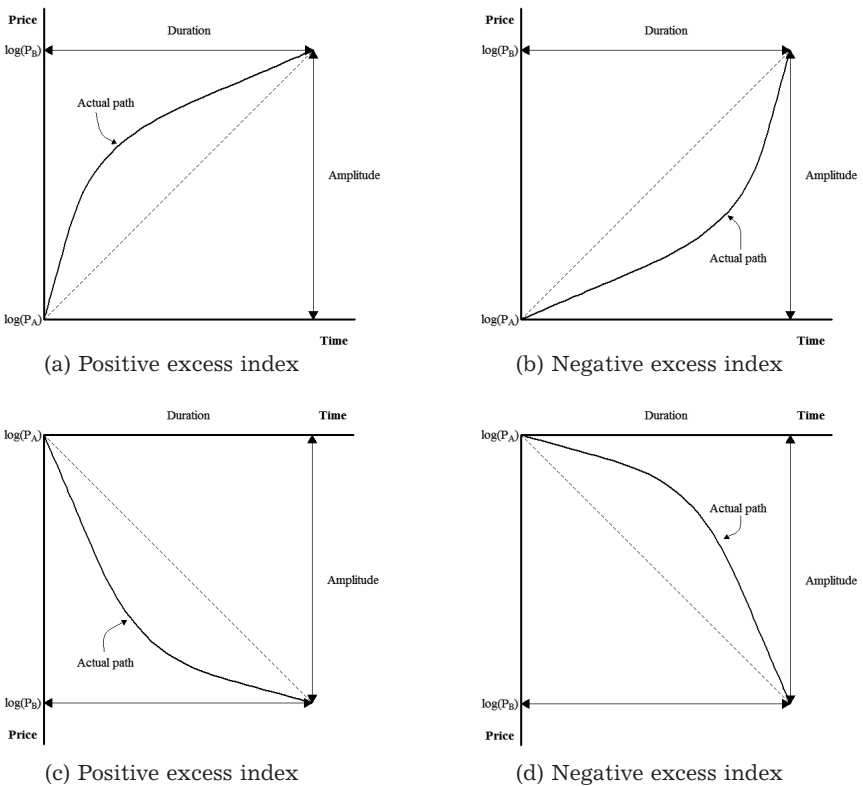 Price
Duration
log(P_B)
Actual path
Amplitude
log(P_A)
Time
(a) Positive excess index
Price
Duration
log(P_B)
Amplitude
Actual path
log(P_A)
Time
(b) Negative excess index
Duration
Time
log(P_A)
Amplitude
Actual path
log(P_B)
Price
(c) Positive excess index
Duration
Time
log(P_A)
Actual path
Amplitude
log(P_B)
Price
(d) Negative excess index